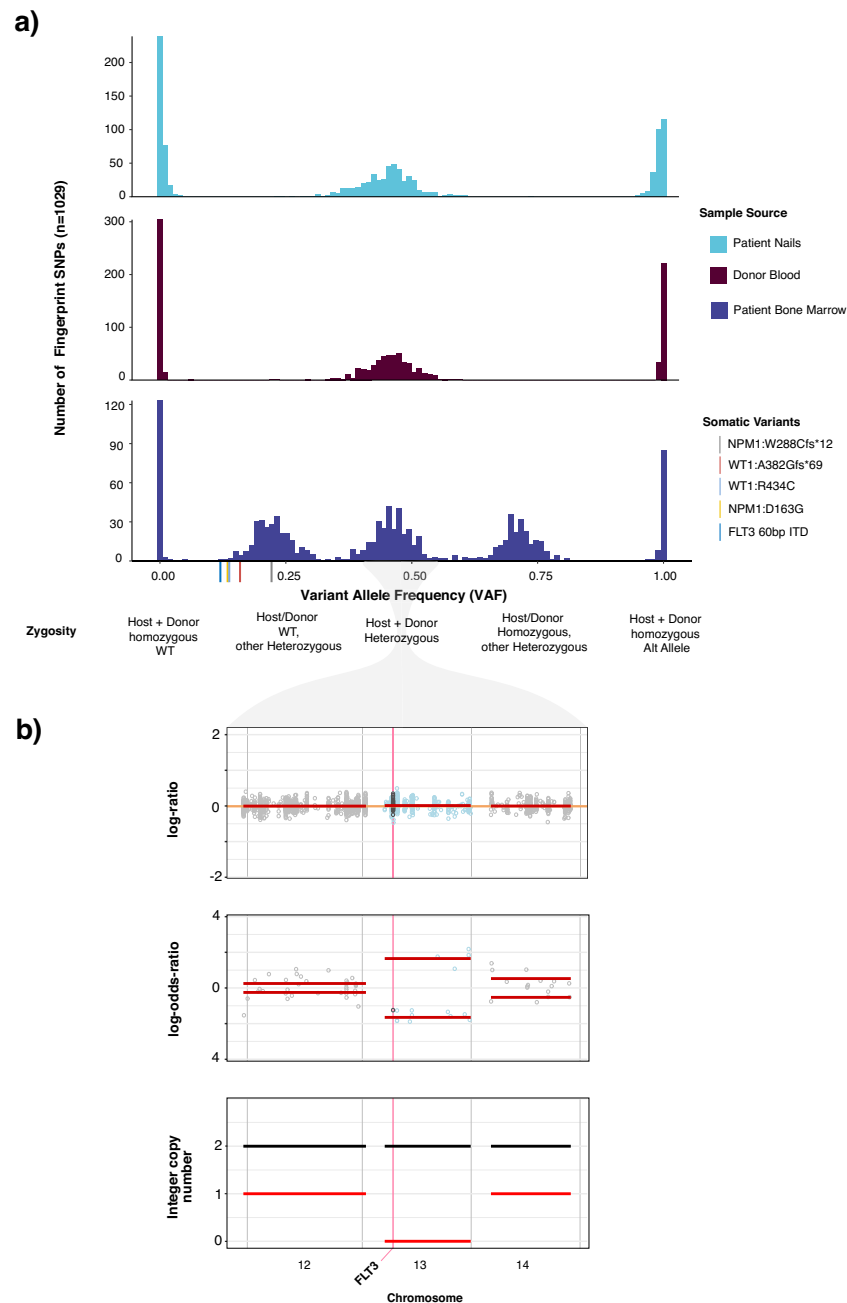 a)
Number of Fingerprint SNPs (n=1029)
200
150
100
50
0
300
200
100
0
120
90
60
30
0
0.00
0.25
0.50
0.75
1.00
Variant Allele Frequency (VAF)
Sample Source
Patient Nails
Donor Blood
Patient Bone Marrow
Somatic Variants
NPM1:W288Cfs*12
WT1:A382Gfs*69
WT1:R434C
NPM1:D163G
FLT3 60bp ITD
Zygosity
Host + Donor
homozygous
WT
Host/Donor
WT,
other Heterozygous
Host + Donor
Heterozygous
Host/Donor
Homozygous,
other Heterozygous
Host + Donor
homozygous
Alt Allele
b)
log-ratio
2
0
-2
log-odds-ratio
4
0
4
Integer copy
number
2
1
0
12
FLT3
13
14
Chromosome